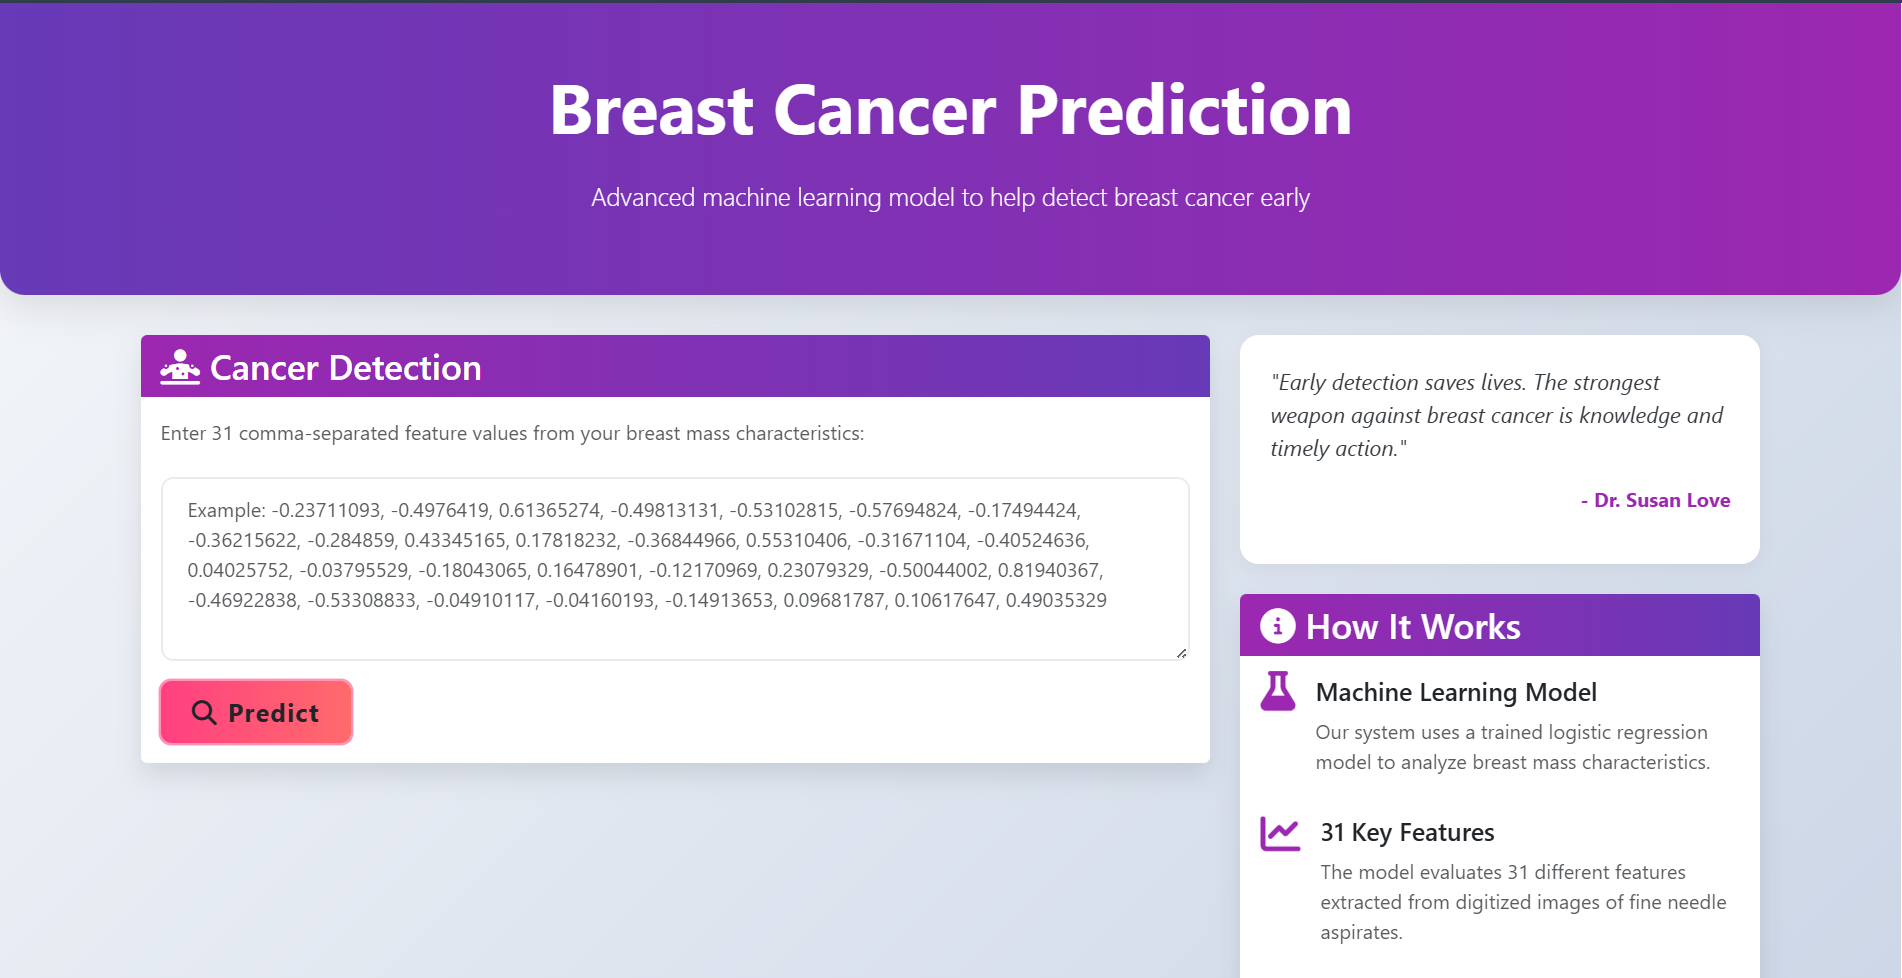 Breast Cancer Prediction
Advanced machine learning model to help detect breast cancer early
Cancer Detection
Enter 31 comma-separated feature values from your breast mass characteristics:
Example: -0.23711093, -0.4976419, 0.61365274, -0.49813131, -0.53102815, -0.57694824, -0.17494424,
-0.36215622, -0.284859, 0.43345165, 0.17818232, -0.36844966, 0.55310406, -0.31671104, -0.40524636,
0.04025752, -0.03795529, -0.18043065, 0.16478901, -0.12170969, 0.23079329, -0.50044002, 0.81940367,
-0.46922838, -0.53308833, -0.04910117, -0.04160193, -0.14913653, 0.09681787, 0.10617647, 0.49035329
Predict
"Early detection saves lives. The strongest
weapon against breast cancer is knowledge and
timely action."
- Dr. Susan Love
How It Works
Machine Learning Model
Our system uses a trained logistic regression
model to analyze breast mass characteristics.
31 Key Features
The model evaluates 31 different features
extracted from digitized images of fine needle
aspirates.